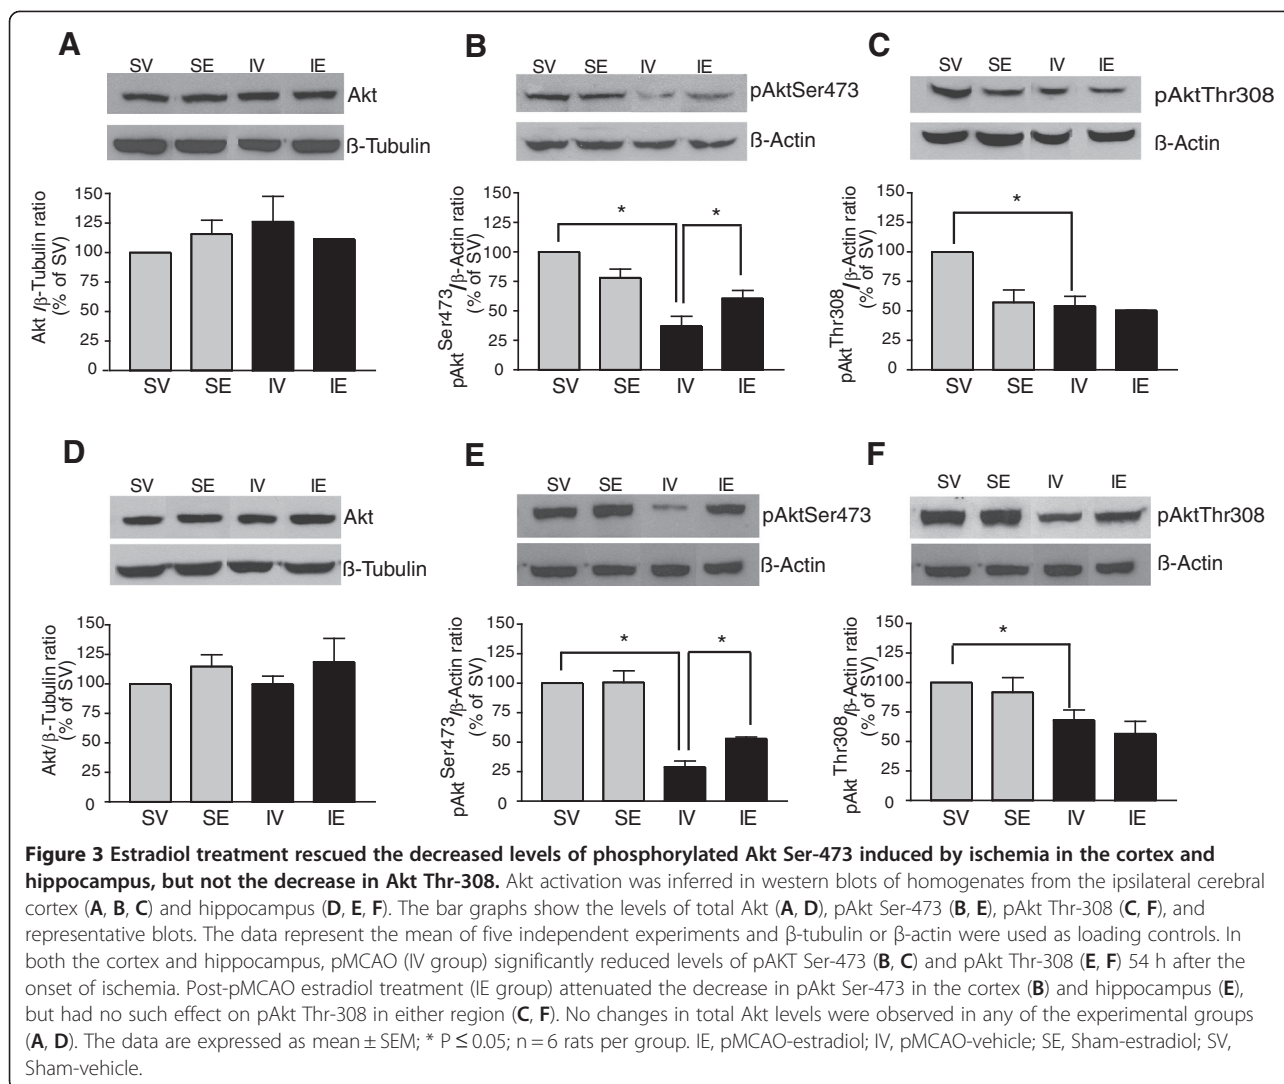 A
SV SE IV IE
Akt
ß-Tubulin
Akt /β-Tubulin ratio
(% of SV)
150
125
100
75
50
25
0
SV SE IV IE
B
SV SE IV IE
pAktSer473
ß-Actin
pAktSer473/β-Actin ratio
(% of SV)
150
125
100
75
50
25
0
* *
SV SE IV IE
C
SV SE IV IE
pAktThr308
ß-Actin
pAktThr308/β-Actin ratio
(% of SV)
150
125
100
75
50
25
0
*
SV SE IV IE
D
SV SE IV IE
Akt
ß-Tubulin
Akt/β-Tubulin ratio
(% of SV)
150
125
100
75
50
25
0
SV SE IV IE
E
SV SE IV IE
pAktSer473
ß-Actin
pAktSer473/β-Actin ratio
(% of SV)
150
125
100
75
50
25
0
* *
SV SE IV IE
F
SV SE IV IE
pAktThr308
ß-Actin
pAkt Thr308/β-Actin ratio
(% of SV)
150
125
100
75
50
25
0
*
SV SE IV IE
Figure 3 Estradiol treatment rescued the decreased levels of phosphorylated Akt Ser-473 induced by ischemia in the cortex and
hippocampus, but not the decrease in Akt Thr-308. Akt activation was inferred in western blots of homogenates from the ipsilateral cerebral
cortex (A, B, C) and hippocampus (D, E, F). The bar graphs show the levels of total Akt (A, D), pAkt Ser-473 (B, E), pAkt Thr-308 (C, F), and
representative blots. The data represent the mean of five independent experiments and β-tubulin or β-actin were used as loading controls. In
both the cortex and hippocampus, pMCAO (IV group) significantly reduced levels of pAKT Ser-473 (B, C) and pAkt Thr-308 (E, F) 54 h after the
onset of ischemia. Post-pMCAO estradiol treatment (IE group) attenuated the decrease in pAkt Ser-473 in the cortex (B) and hippocampus (E),
but had no such effect on pAkt Thr-308 in either region (C, F). No changes in total Akt levels were observed in any of the experimental groups
(A, D). The data are expressed as mean ± SEM; * P ≤ 0.05; n = 6 rats per group. IE, pMCAO-estradiol; IV, pMCAO-vehicle; SE, Sham-estradiol; SV,
Sham-vehicle.